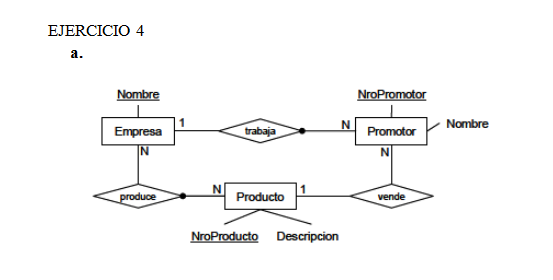 EJERCICIO 4
a.
Nombre NroPromotor
1 N Nombre
Empresa trabaja Promotor
N N
N 1
produce Producto vende
NroProducto Descripcion